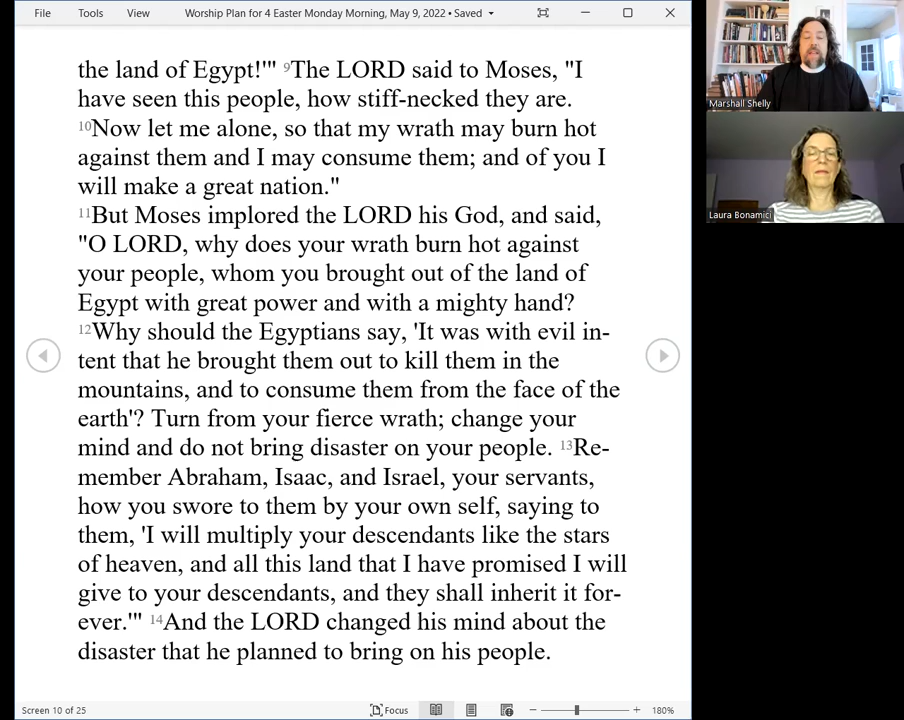 File Tools View Worship Plan for 4 Easter Monday Morning, May 9, 2022 • Saved
the land of Egypt!'" 9The LORD said to Moses, "I
have seen this people, how stiff-necked they are.
10Now let me alone, so that my wrath may burn hot
against them and I may consume them; and of you I
will make a great nation."
11But Moses implored the LORD his God, and said,
"O LORD, why does your wrath burn hot against
your people, whom you brought out of the land of
Egypt with great power and with a mighty hand?
12Why should the Egyptians say, 'It was with evil in-
tent that he brought them out to kill them in the
mountains, and to consume them from the face of the
earth'? Turn from your fierce wrath; change your
mind and do not bring disaster on your people. 13Re-
member Abraham, Isaac, and Israel, your servants,
how you swore to them by your own self, saying to
them, 'I will multiply your descendants like the stars
of heaven, and all this land that I have promised I will
give to your descendants, and they shall inherit it for-
ever.'" 14And the LORD changed his mind about the
disaster that he planned to bring on his people.
Screen 10 of 25 Focus 180%
Marshall Shelly
Laura Bonamici